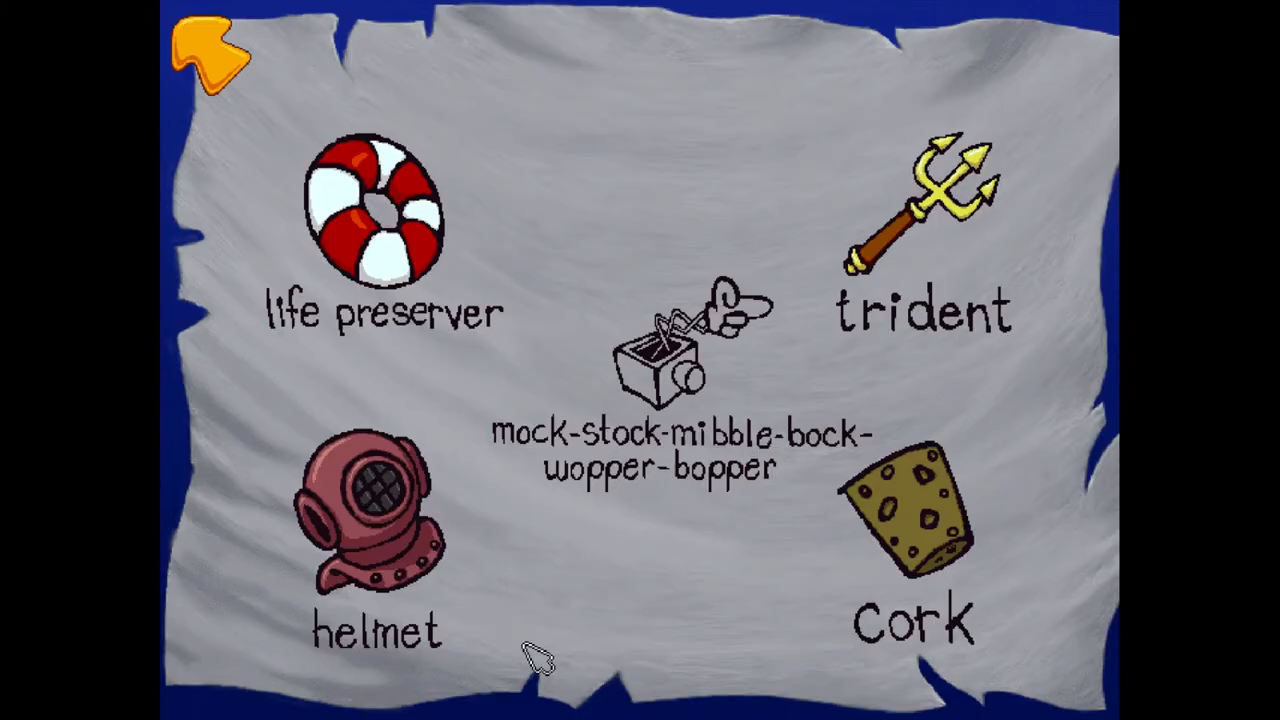 life preserver
trident
mock-stock-mibble-bock-
wopper-bopper
helmet
cork